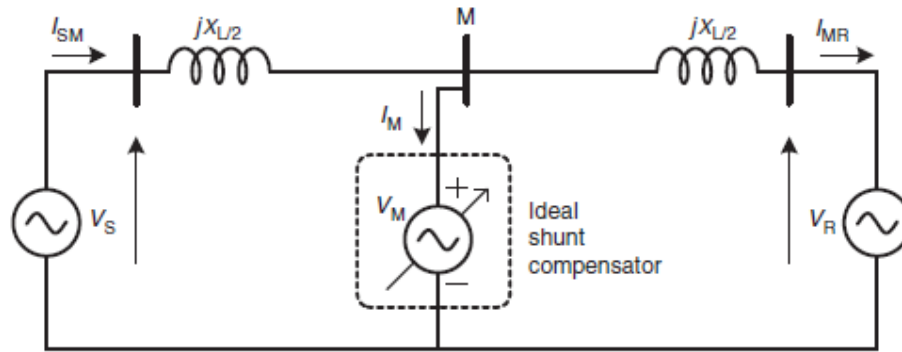 I_SM
jX_L/2
M
jX_L/2
I_MR
I_M
V_S
V_M
+
−
Ideal
shunt
compensator
V_R